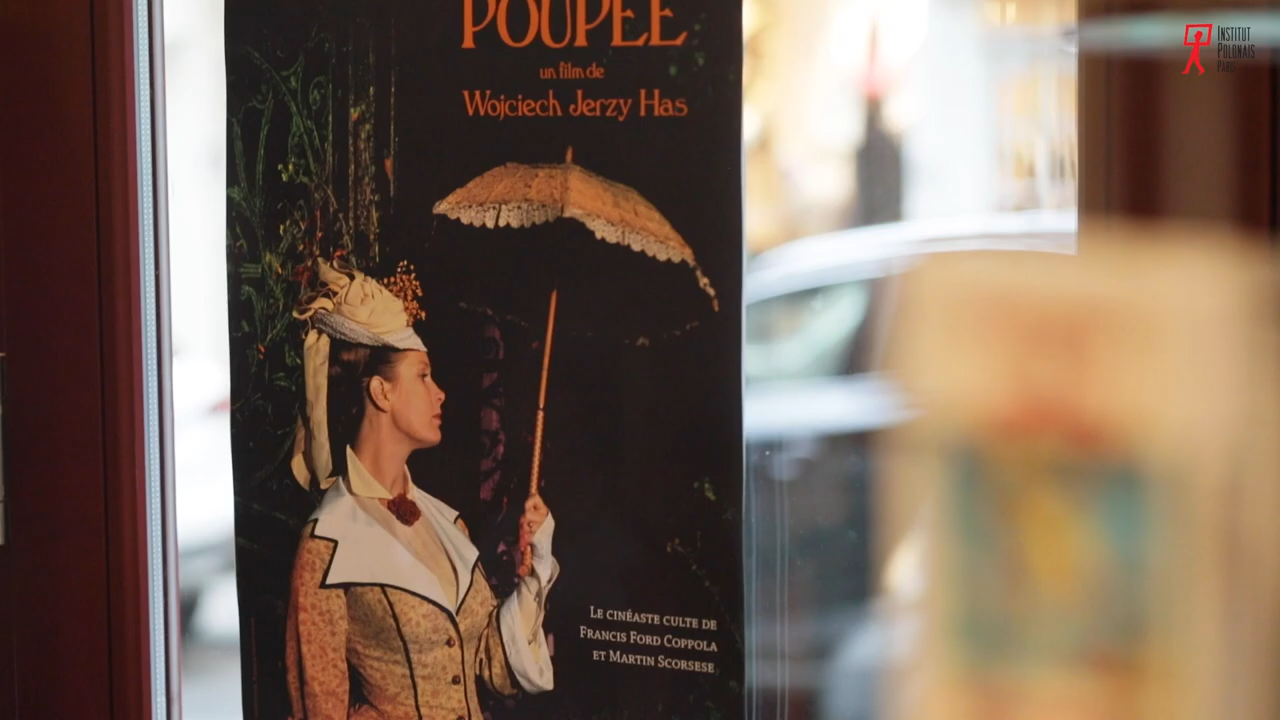 POUPÉE
un film de
Wojciech Jerzy Has
INSTITUT
POLONAIS
PARIS
LE CINÉASTE CULTE DE
FRANCIS FORD COPPOLA
ET MARTIN SCORSESE